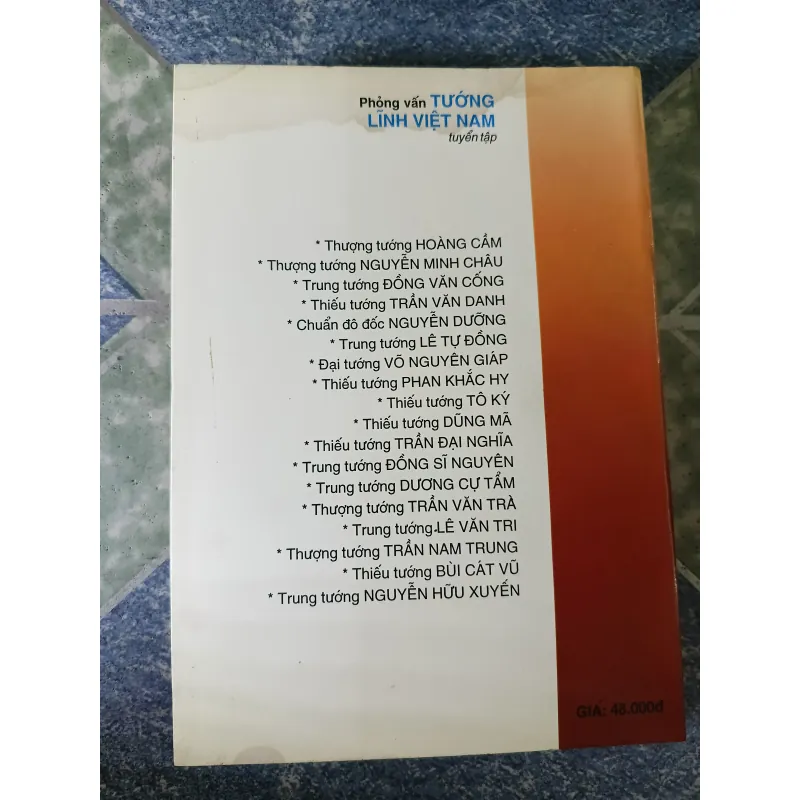 Phỏng vấn TƯỚNG
LĨNH VIỆT NAM
tuyển tập
* Thượng tướng HOÀNG CẦM
* Thượng tướng NGUYỄN MINH CHÂU
* Trung tướng ĐỒNG VĂN CỐNG
* Thiếu tướng TRẦN VĂN DANH
* Chuẩn đô đốc NGUYỄN DƯỠNG
* Trung tướng LÊ TỰ ĐỒNG
* Đại tướng VÕ NGUYÊN GIÁP
* Thiếu tướng PHAN KHẮC HY
* Thiếu tướng TÔ KÝ
* Thiếu tướng DŨNG MÃ
* Thiếu tướng TRẦN ĐẠI NGHĨA
* Trung tướng ĐỒNG SĨ NGUYÊN
* Trung tướng DƯƠNG CỰ TẨM
* Thượng tướng TRẦN VĂN TRÀ
* Trung tướng LÊ VĂN TRI
* Thượng tướng TRẦN NAM TRUNG
* Thiếu tướng BÙI CÁT VŨ
* Trung tướng NGUYỄN HỮU XUYẾN
GIÁ: 48.000đ